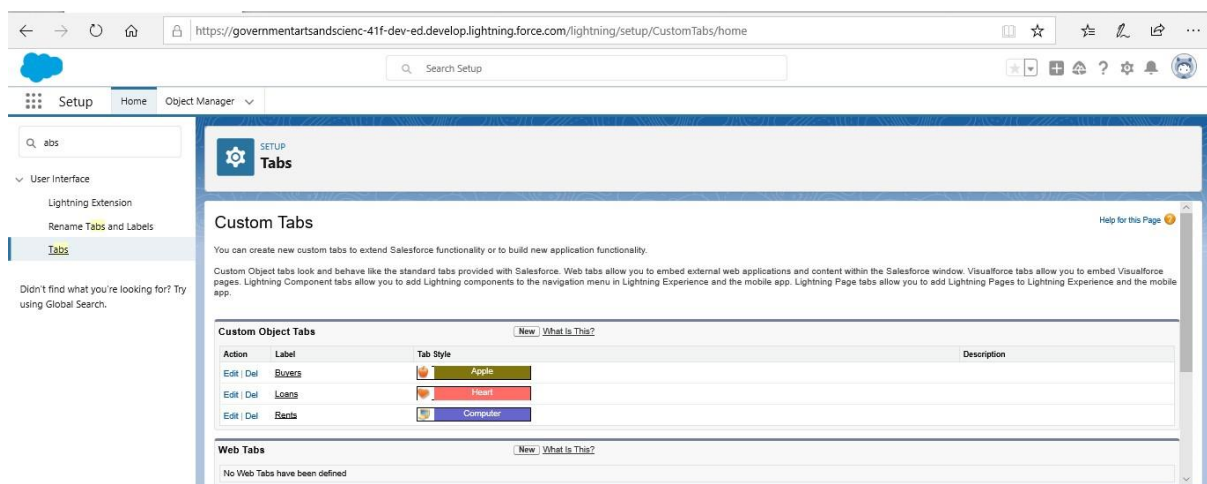 https://governmentartsandscienc-41f-dev-ed.develop.lightning.force.com/lightning/setup/CustomTabs/home
Search Setup
Setup Home Object Manager
abs
User Interface
Lightning Extension
Rename Tabs and Labels
Tabs
Didn't find what you're looking for? Try
using Global Search.
SETUP
Tabs
Custom Tabs
Help for this Page
You can create new custom tabs to extend Salesforce functionality or to build new application functionality.
Custom Object tabs look and behave like the standard tabs provided with Salesforce. Web tabs allow you to embed external web applications and content within the Salesforce window. Visualforce tabs allow you to embed Visualforce
pages. Lightning Component tabs allow you to add Lightning components to the navigation menu in Lightning Experience and the mobile app. Lightning Page tabs allow you to add Lightning Pages to Lightning Experience and the mobile
app.
Custom Object Tabs New What Is This?
Action Label Tab Style Description
Edit | Del Buyers Apple
Edit | Del Loans Heart
Edit | Del Rents Computer
Web Tabs New What Is This?
No Web Tabs have been defined